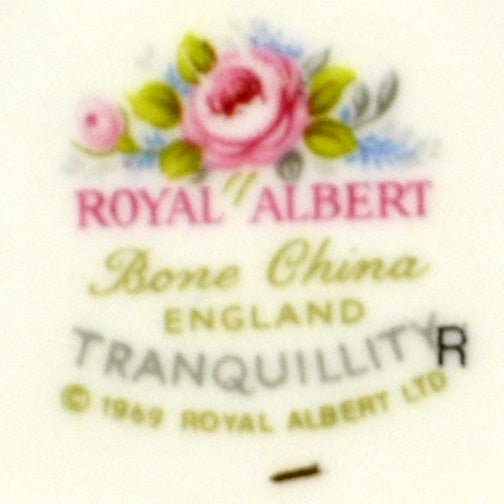 ROYAL ALBERT
Bone China
ENGLAND
TRANQUILLITY R
© 1969 ROYAL ALBERT LTD